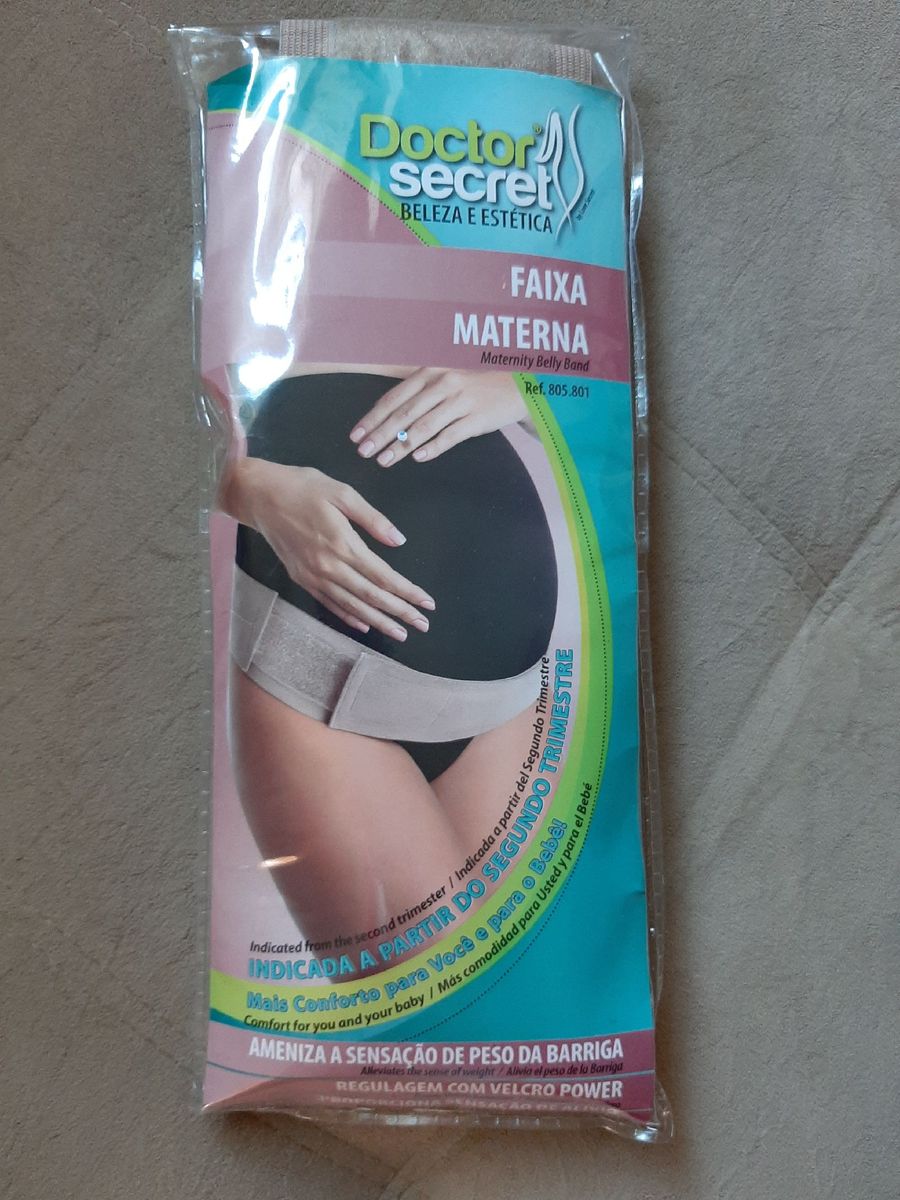 Doctor®
secret
BELEZA E ESTÉTICA
FAIXA
MATERNA
Maternity Belly Band
Ref. 805.801
Indicated from the second trimester / Indicada a partir del Segundo Trimestre
INDICADA A PARTIR DO SEGUNDO TRIMESTRE
Mais Conforto para Você e para o Bebê!
Comfort for you and your baby / Más comodidad para Usted y para el Bebé
AMENIZA A SENSAÇÃO DE PESO DA BARRIGA
Alleviates the sense of weight / Alivia el peso de la Barriga
REGULAGEM COM VELCRO POWER
PROPORCIONA SENSAÇÃO DE